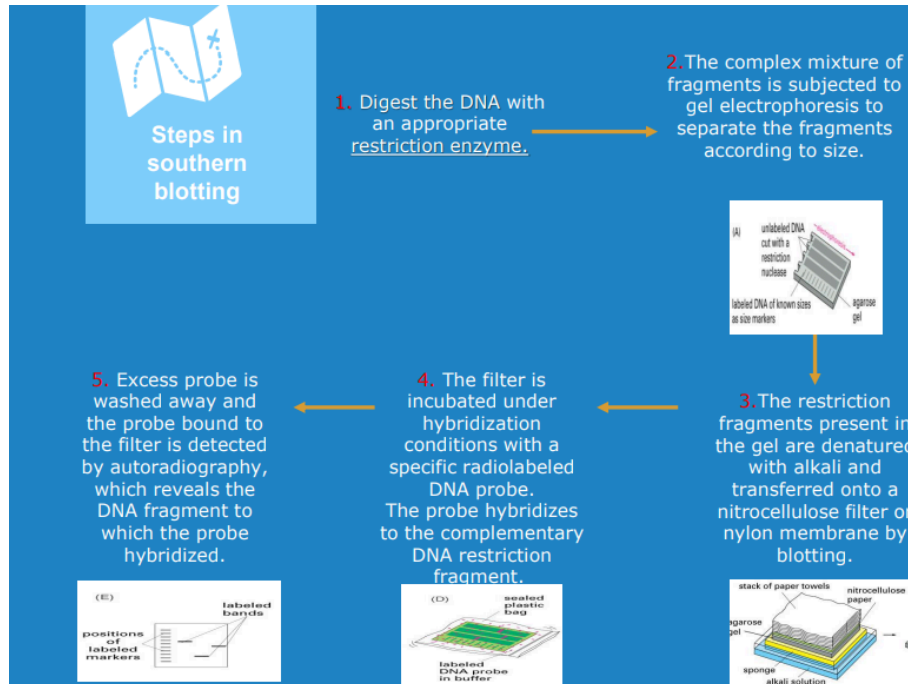 Steps in
southern
blotting
1. Digest the DNA with
an appropriate
restriction enzyme.
2.The complex mixture of
fragments is subjected to
gel electrophoresis to
separate the fragments
according to size.
(A)
unlabeled DNA
cut with a
restriction
nuclease
electrophoresis
labeled DNA of known sizes
as size markers
agarose
gel
3.The restriction
fragments present in
the gel are denatured
with alkali and
transferred onto a
nitrocellulose filter or
nylon membrane by
blotting.
stack of paper towels
nitrocellulose
paper
agarose
gel
sponge
alkali solution
4. The filter is
incubated under
hybridization
conditions with a
specific radiolabeled
DNA probe.
The probe hybridizes
to the complementary
DNA restriction
fragment.
(D)
sealed
plastic
bag
labeled
DNA probe
in buffer
5. Excess probe is
washed away and
the probe bound to
the filter is detected
by autoradiography,
which reveals the
DNA fragment to
which the probe
hybridized.
(E)
labeled
bands
positions
of
labeled
markers